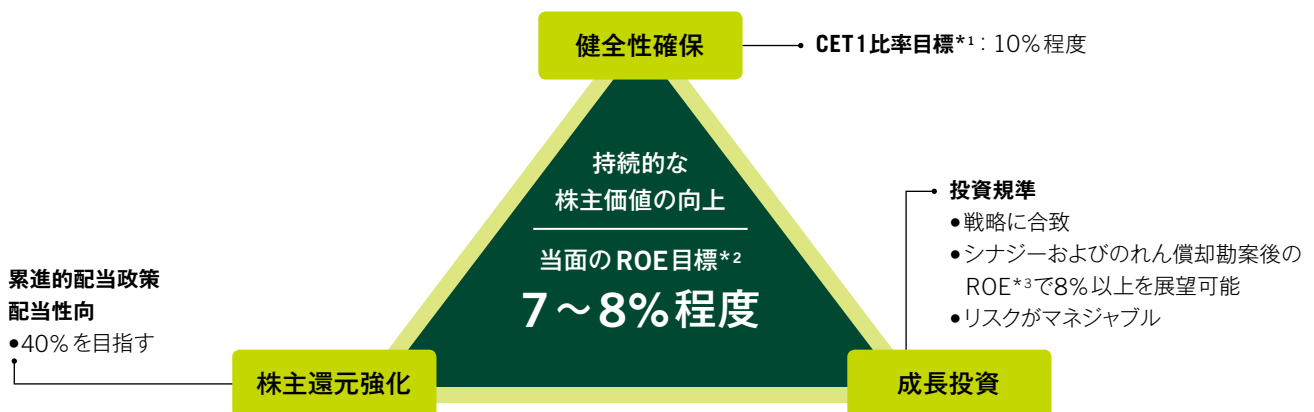 健全性確保
CET1比率目標*1：10%程度
持続的な
株主価値の向上
当面のROE目標*2
7～8%程度
投資規準
●戦略に合致
●シナジーおよびのれん償却勘案後の
ROE*3で8%以上を展望可能
●リスクがマネジャブル
成長投資
累進的配当政策
配当性向
●40%を目指す
株主還元強化